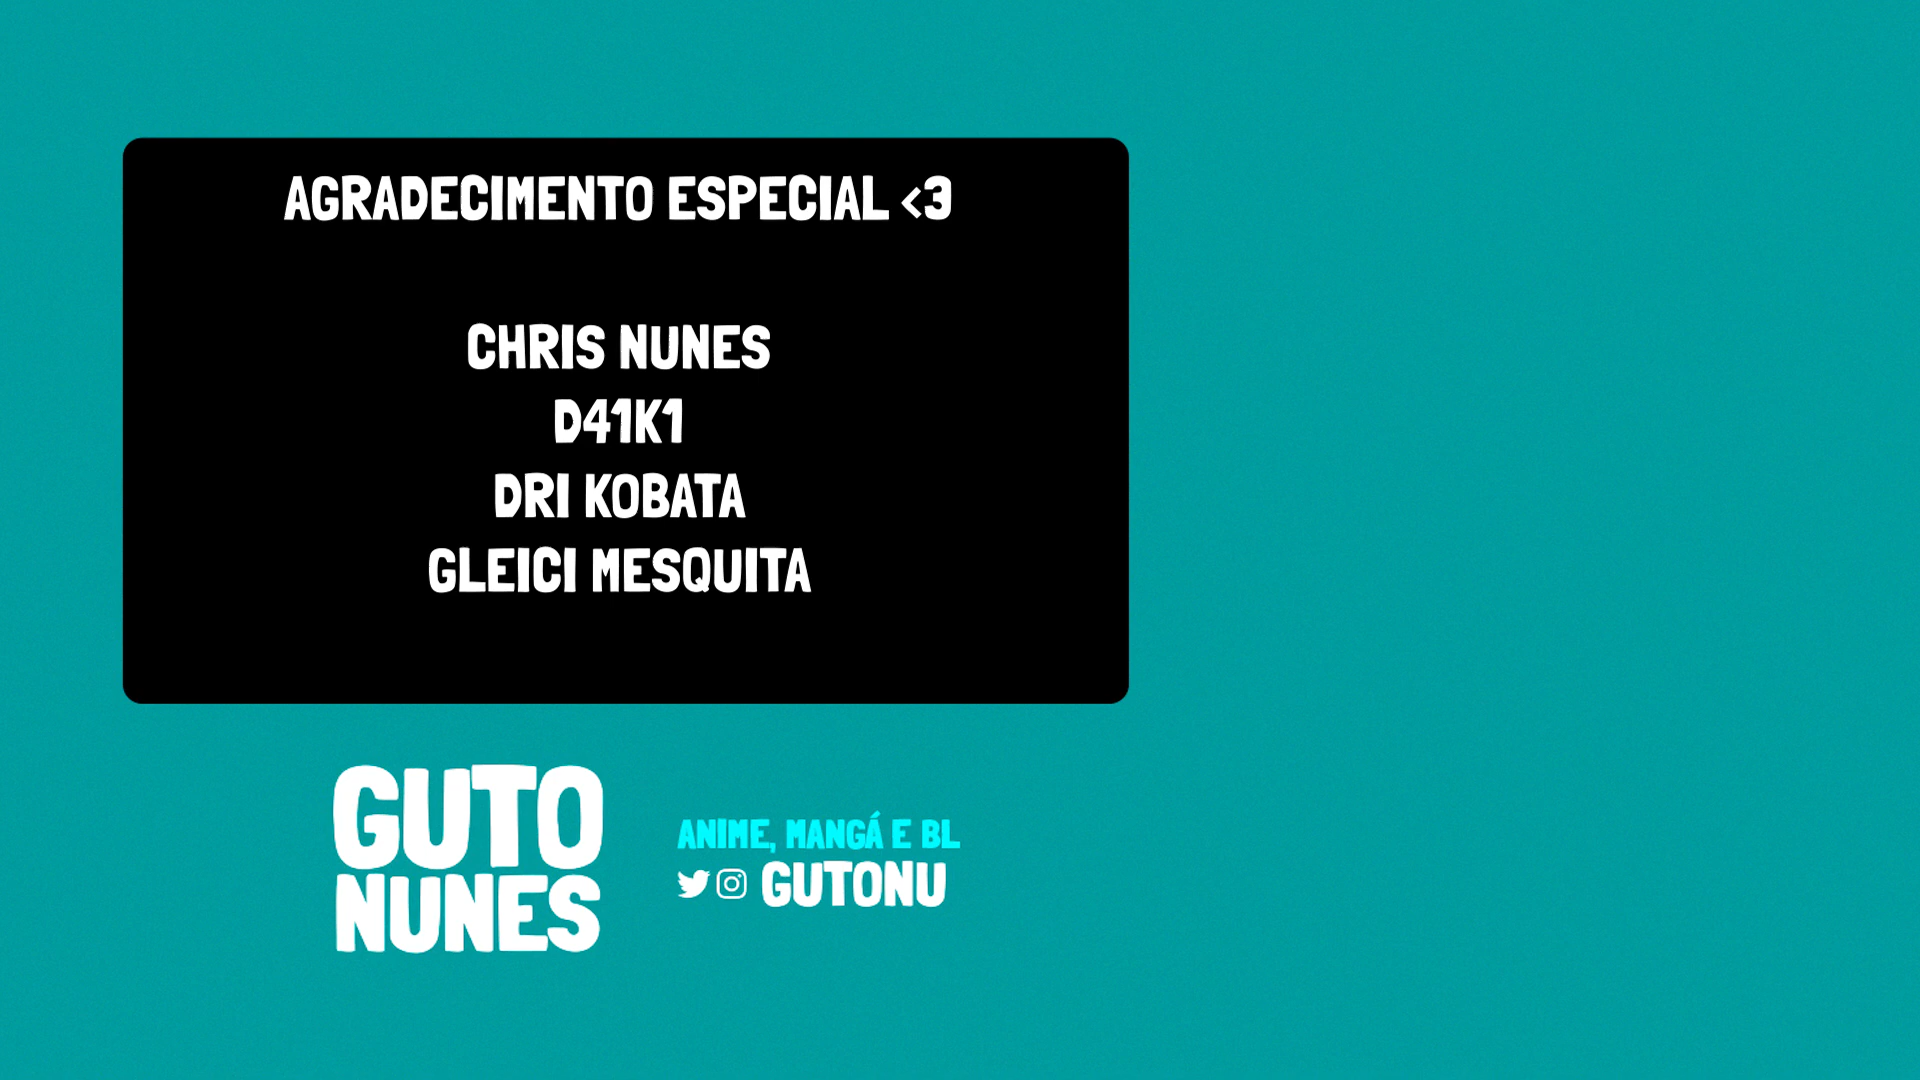 AGRADECIMENTO ESPECIAL <3
CHRIS NUNES
D41K1
DRI KOBATA
GLEICI MESQUITA
GUTO
NUNES
ANIME, MANGÁ E BL
GUTONU